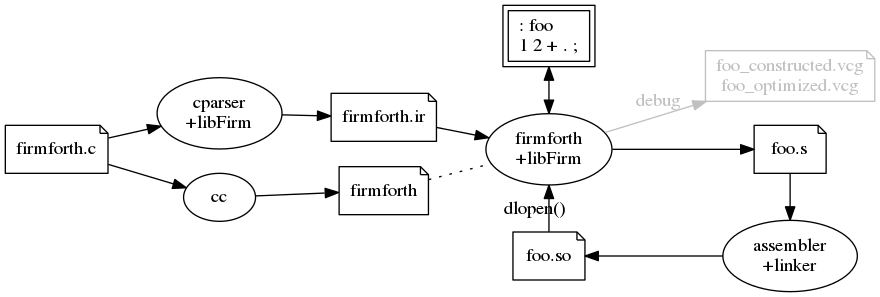 : foo
1 2 + . ;
foo_constructed.vcg
foo_optimized.vcg
debug
cparser
+libFirm
firmforth.ir
firmforth.c
firmforth
+libFirm
foo.s
cc
firmforth
dlopen()
foo.so
assembler
+linker